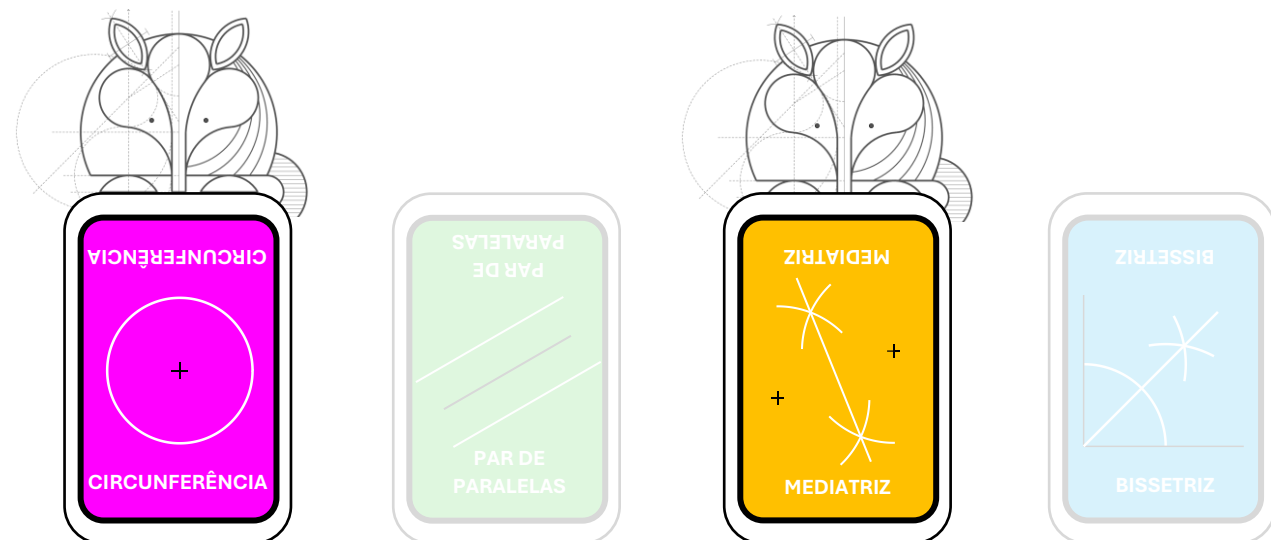 CIRCUNFERÊNCIA
CIRCUNFERÊNCIA
PAR DE
PARALELAS
PAR DE
PARALELAS
MEDIATRIZ
MEDIATRIZ
BISSETRIZ
BISSETRIZ